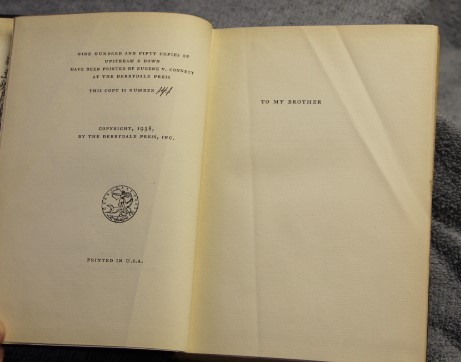 NINE HUNDRED AND FIFTY COPIES OF
UPSTREAM & DOWN
HAVE BEEN PRINTED BY EUGENE V. CONNETT
AT THE DERRYDALE PRESS
THIS COPY IS NUMBER
COPYRIGHT, 1938,
BY THE DERRYDALE PRESS, INC.
PRINTED IN U.S.A.
TO MY BROTHER